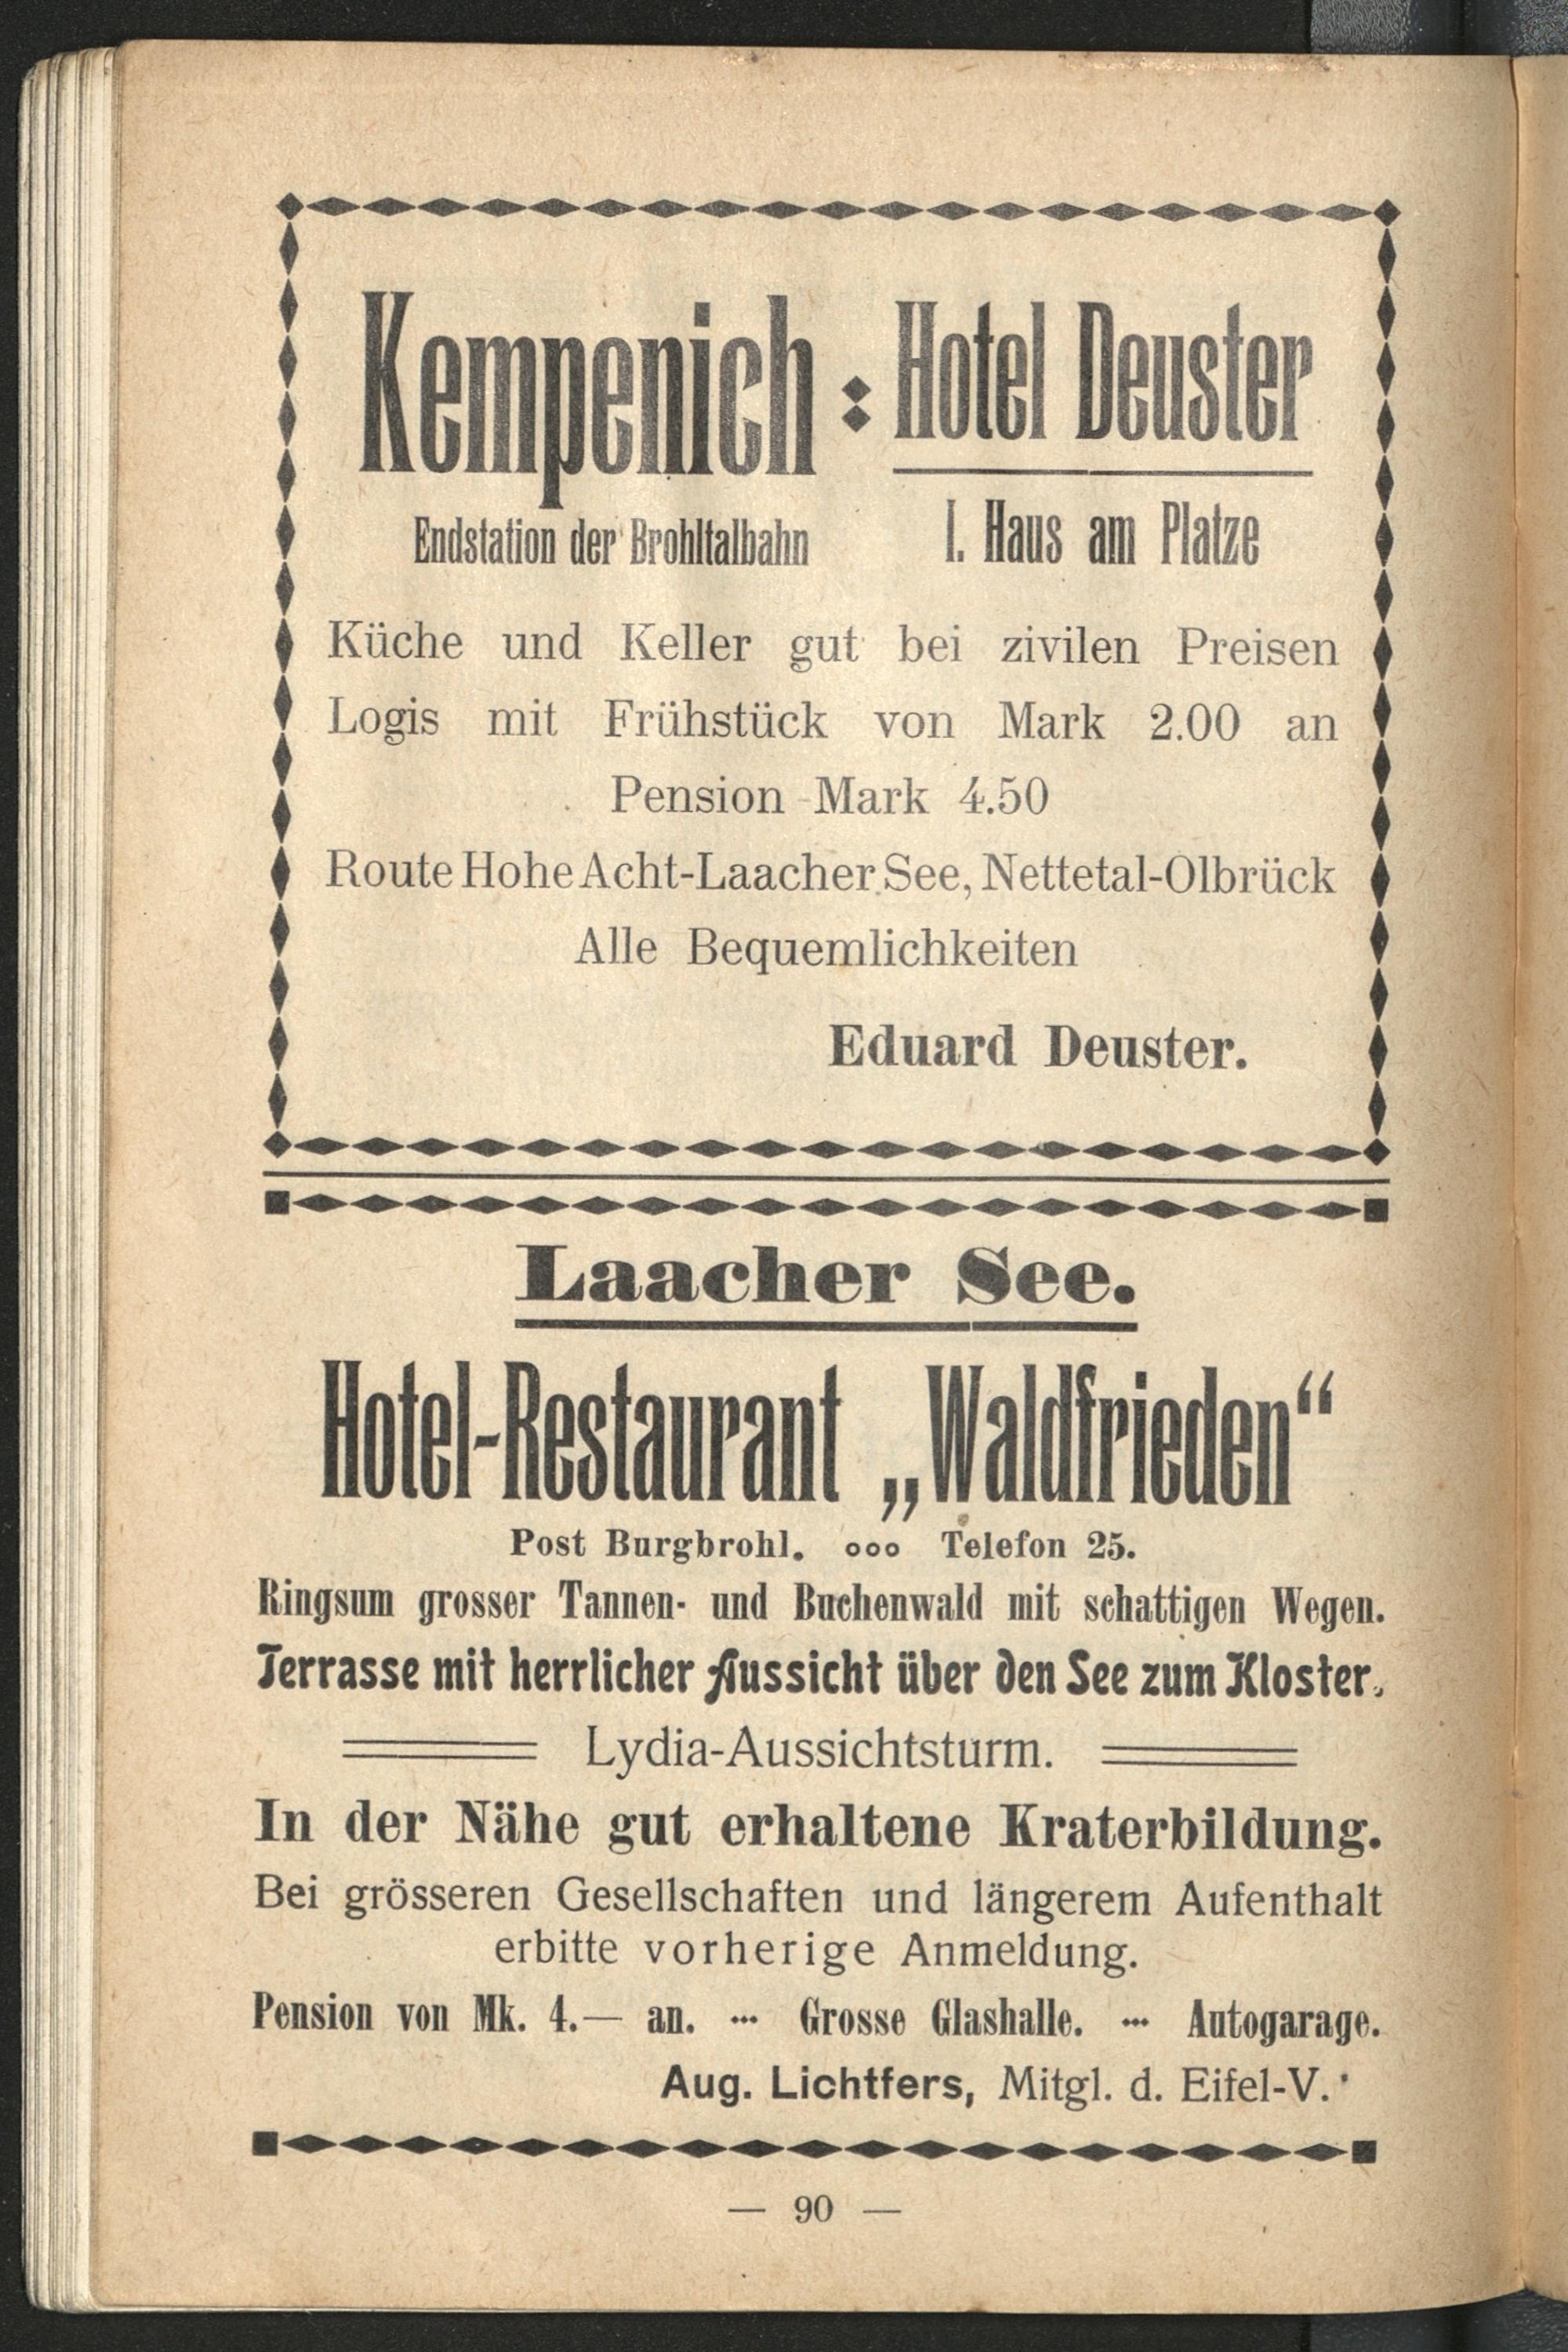 Kempenich : Hotel Deuster
Endstation der Brohltalbahn I. Haus am Platze
Küche und Keller gut bei zivilen Preisen
Logis mit Frühstück von Mark 2.00 an
Pension Mark 4.50
Route Hohe Acht-Laacher See, Nettetal-Olbrück
Alle Bequemlichkeiten
Eduard Deuster.
Laacher See.
Hotel-Restaurant „Waldfrieden“
Post Burgbrohl. ooo Telefon 25.
Ringsum grosser Tannen- und Buchenwald mit schattigen Wegen.
Terrasse mit herrlicher Aussicht über den See zum Kloster.
Lydia-Aussichtsturm.
In der Nähe gut erhaltene Kraterbildung.
Bei grösseren Gesellschaften und längerem Aufenthalt
erbitte vorherige Anmeldung.
Pension von Mk. 4.— an. ··· Grosse Glashalle. ··· Autogarage.
Aug. Lichtfers, Mitgl. d. Eifel-V.
— 90 —